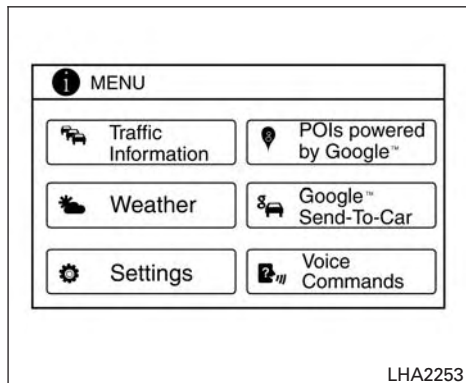 i MENU
Traffic
Information
POIs powered
by Google™
Weather
Google™
Send-To-Car
Settings
Voice
Commands
LHA2253